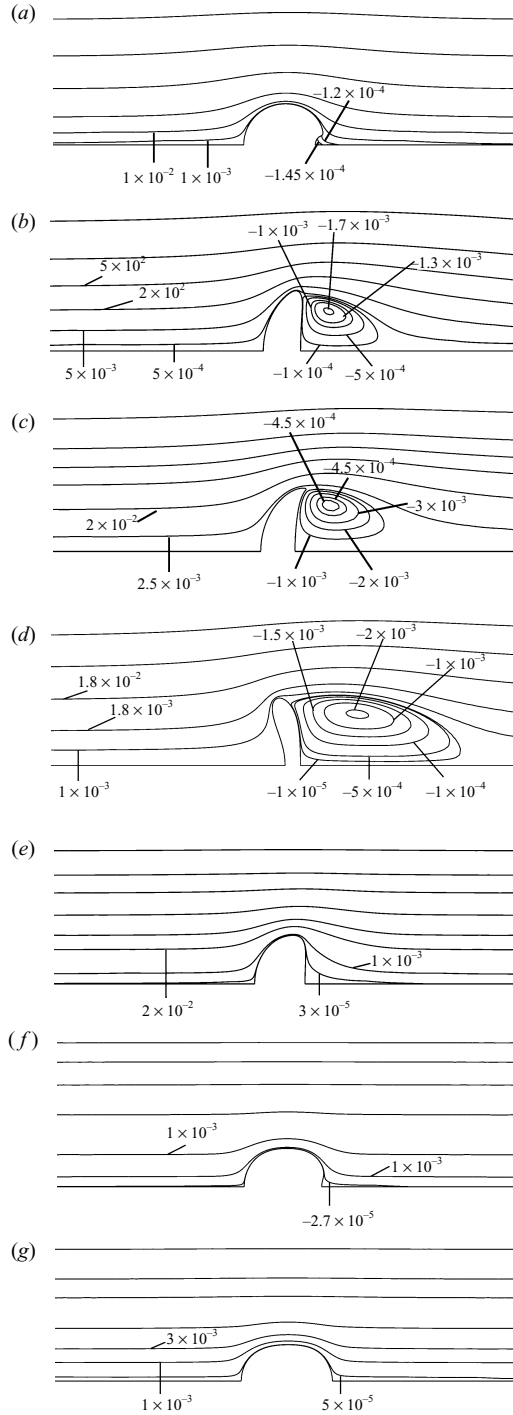 (a)
–1.2 × 10⁻⁴
1 × 10⁻² 1 × 10⁻³
–1.45 × 10⁻⁴
(b)
–1 × 10⁻³ –1.7 × 10⁻³
5 × 10² –1.3 × 10⁻³
2 × 10²
5 × 10⁻³ 5 × 10⁻⁴ –1 × 10⁻⁴ –5 × 10⁻⁴
(c)
–4.5 × 10⁻⁴
–4.5 × 10⁻⁴
–3 × 10⁻³
2 × 10⁻²
2.5 × 10⁻³ –1 × 10⁻³ –2 × 10⁻³
(d)
–1.5 × 10⁻³ –2 × 10⁻³
–1 × 10⁻³
1.8 × 10⁻²
1.8 × 10⁻³
1 × 10⁻³ –1 × 10⁻⁵ –5 × 10⁻⁴ –1 × 10⁻⁴
(e)
1 × 10⁻³
2 × 10⁻² 3 × 10⁻⁵
(f)
1 × 10⁻³
1 × 10⁻³
–2.7 × 10⁻⁵
(g)
3 × 10⁻³
1 × 10⁻³ 5 × 10⁻⁵